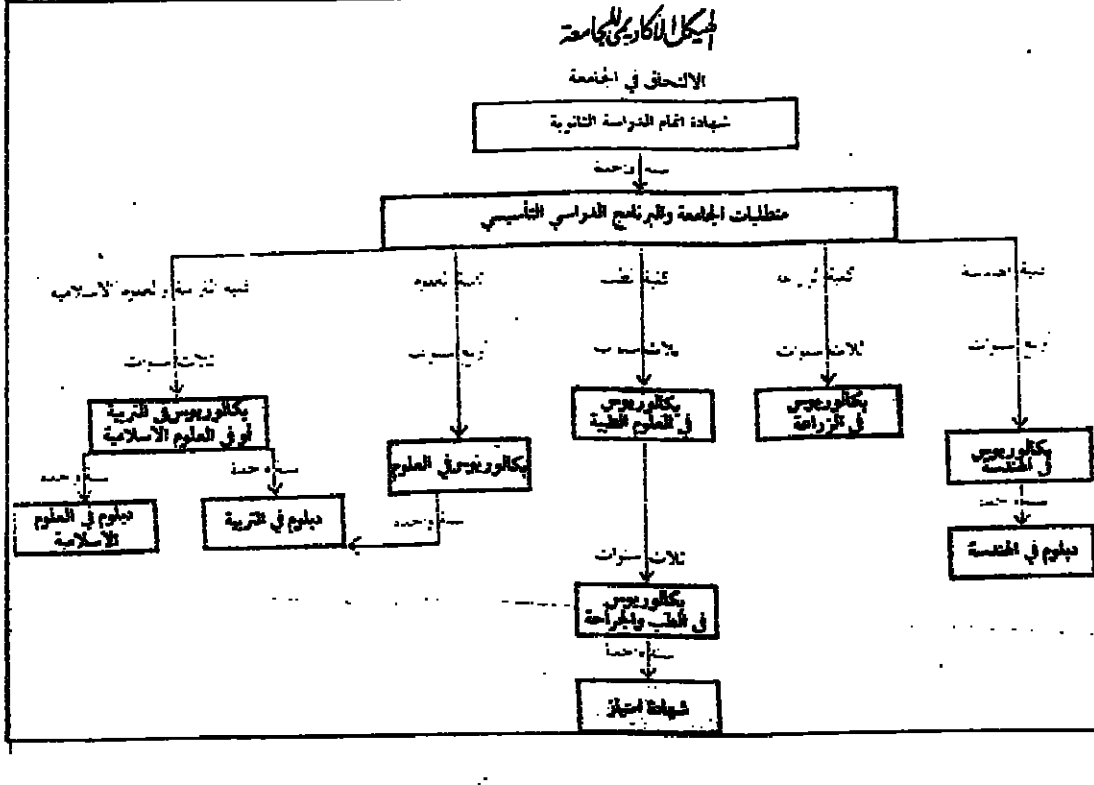 الهيكل الاكاديمي للجامعة
الالتحاق في الجامعة
شهادة اتمام الدراسة الثانوية
سنة واحدة
متطلبات الجامعة والبرنامج الدراسي التأسيسي
شعبة الهندسة
شعبة الزراعة
شعبة الطب
شعبة العلوم
شعبة التربية والعلوم الاسلامية
اربع سنوات
ثلاث سنوات
ثلاث سنوات
اربع سنوات
ثلاث سنوات
بكالوريوس
في الهندسة
بكالوريوس
في الزراعة
بكالوريوس
في العلوم الطبية
بكالوريوس في العلوم
بكالوريوس في التربية
أو في العلوم الاسلامية
سنة واحدة
سنة واحدة
سنة واحدة
سنة واحدة
دبلوم في الهندسة
دبلوم في التربية
دبلوم في العلوم
الاسلامية
ثلاث سنوات
بكالوريوس
في الطب والجراحة
سنة واحدة
شهادة امتياز